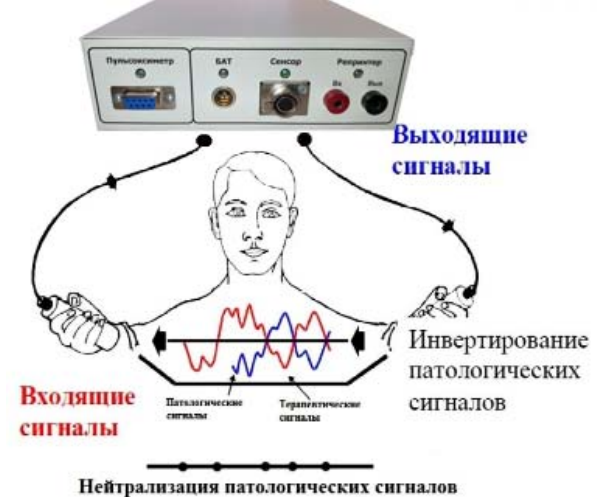 Пульсоксиметр БАТ Сенсор Репринтер
Вх Вых
Выходящие
сигналы
Инвертирование
патологических
сигналов
Входящие
сигналы
Патологические
сигналы
Терапевтические
сигналы
Нейтрализация патологических сигналов